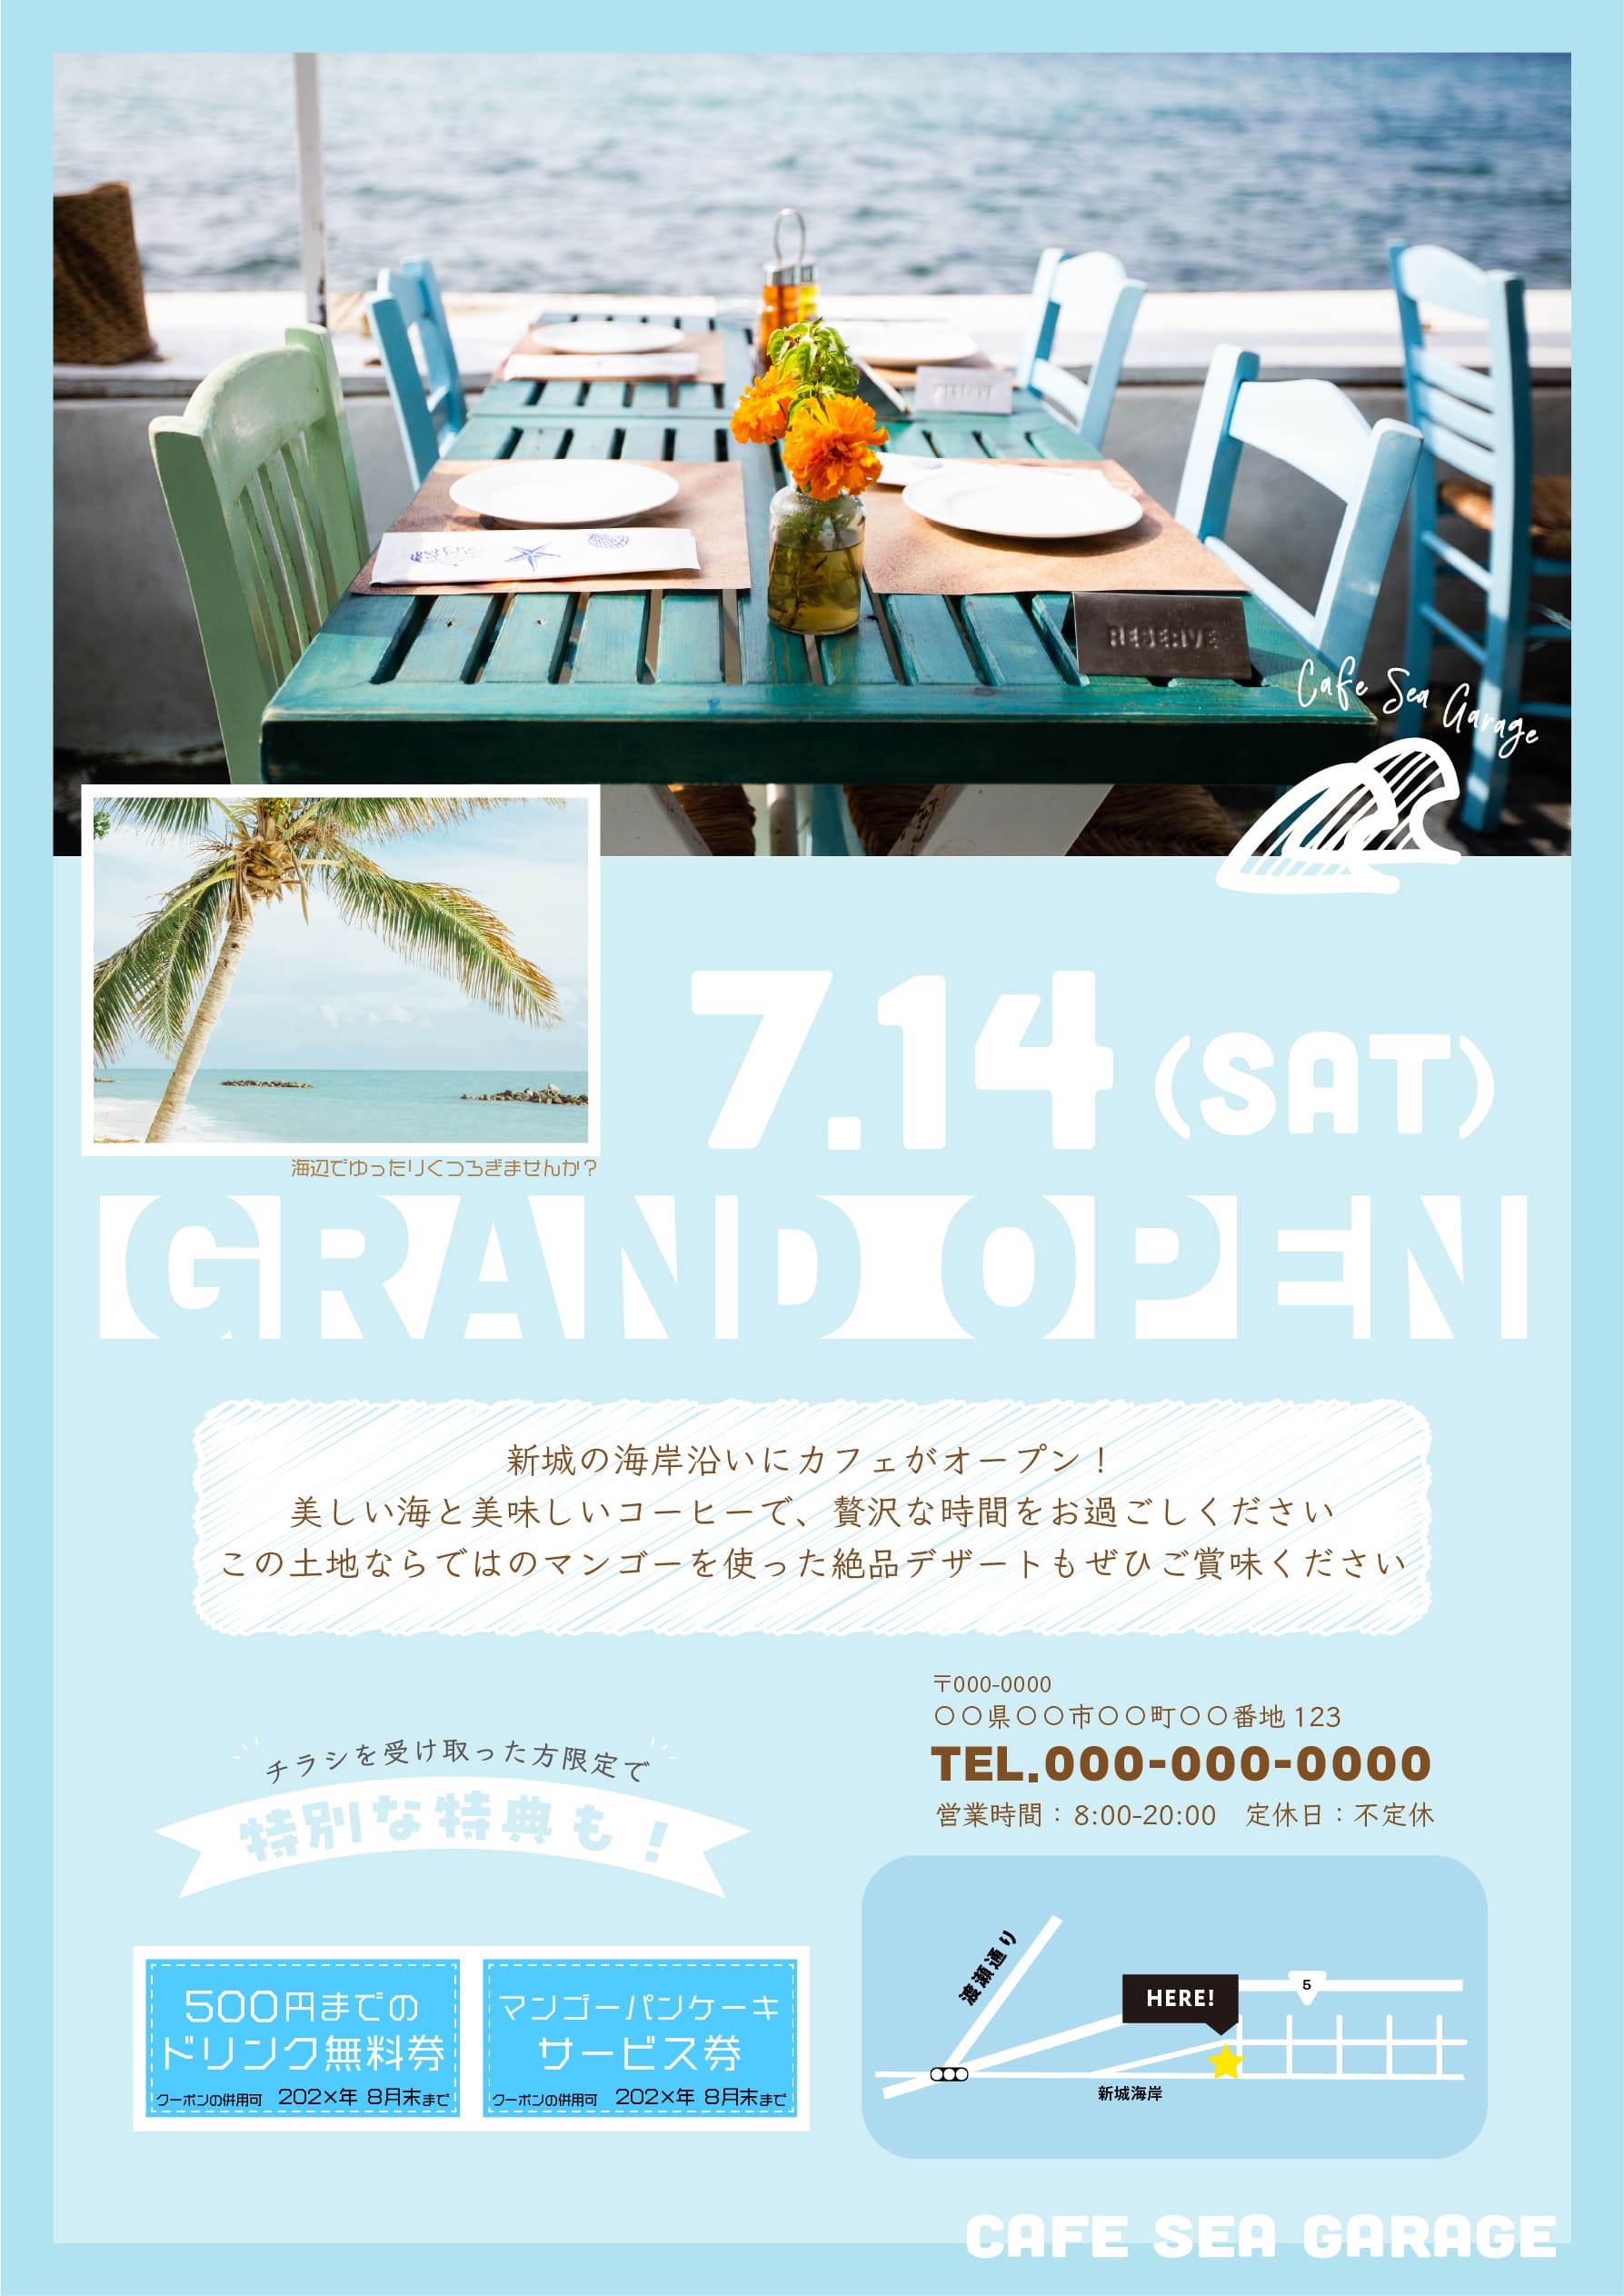 RESERVE
Cafe Sea Garage
7.14 (SAT)
海辺でゆったりくつろぎませんか？
GRAND OPEN
新城の海岸沿いにカフェがオープン！
美しい海と美味しいコーヒーで、贅沢な時間をお過ごしください
この土地ならではのマンゴーを使った絶品デザートもぜひご賞味ください
〒000-0000
〇〇県〇〇市〇〇町〇〇番地 123
TEL.000-000-0000
営業時間：8:00-20:00　定休日：不定休
チラシを受け取った方限定で
特別な特典も！
500円までの
ドリンク無料券
クーポンの併用可　202×年 8月末まで
マンゴーパンケーキ
サービス券
クーポンの併用可　202×年 8月末まで
渡瀬通り
HERE!
5
新城海岸
CAFE SEA GARAGE